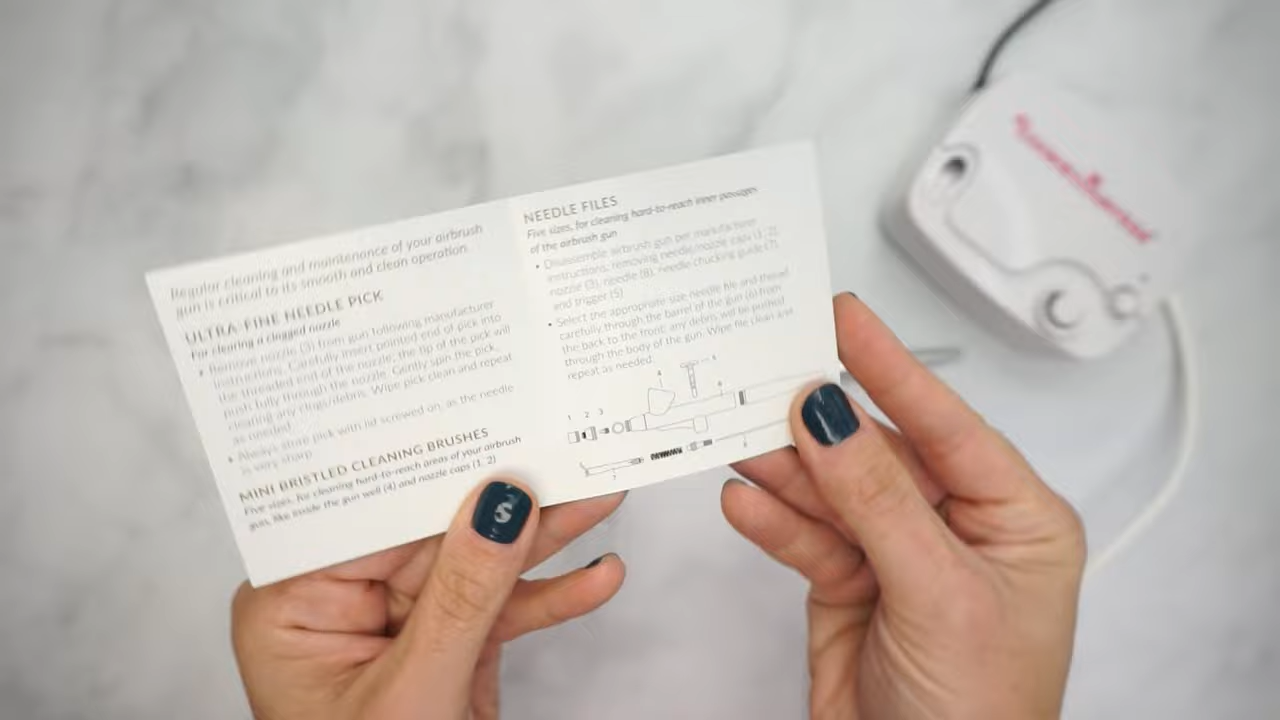 Regular cleaning and maintenance of your airbrush
gun is critical to its smooth and clean operation.
ULTRA-FINE NEEDLE PICK
For clearing a clogged nozzle
• Remove nozzle (3) from gun following manufacturer
instructions. Carefully insert pointed end of pick into
the threaded end of the nozzle; the tip of the pick will
push fully through the nozzle. Gently spin the pick,
clearing any clogs/debris. Wipe pick clean and repeat
as needed.
• Always store pick with lid screwed on, as the needle
is very sharp.
MINI BRISTLED CLEANING BRUSHES
Five sizes, for cleaning hard-to-reach areas of your airbrush
gun, like inside the gun well (4) and nozzle caps (1, 2)
NEEDLE FILES
Five sizes, for cleaning hard-to-reach inner passages
of the airbrush gun
• Disassemble airbrush gun per manufacturer
instructions, removing needle/nozzle caps (1, 2),
nozzle (3), needle (8), needle chucking guide (7),
and trigger (5)
• Select the appropriate size needle file and thread
carefully through the barrel of the gun (6) from
the back to the front; any debris will be pushed
through the body of the gun. Wipe file clean and
repeat as needed.
1 2 3 4
S